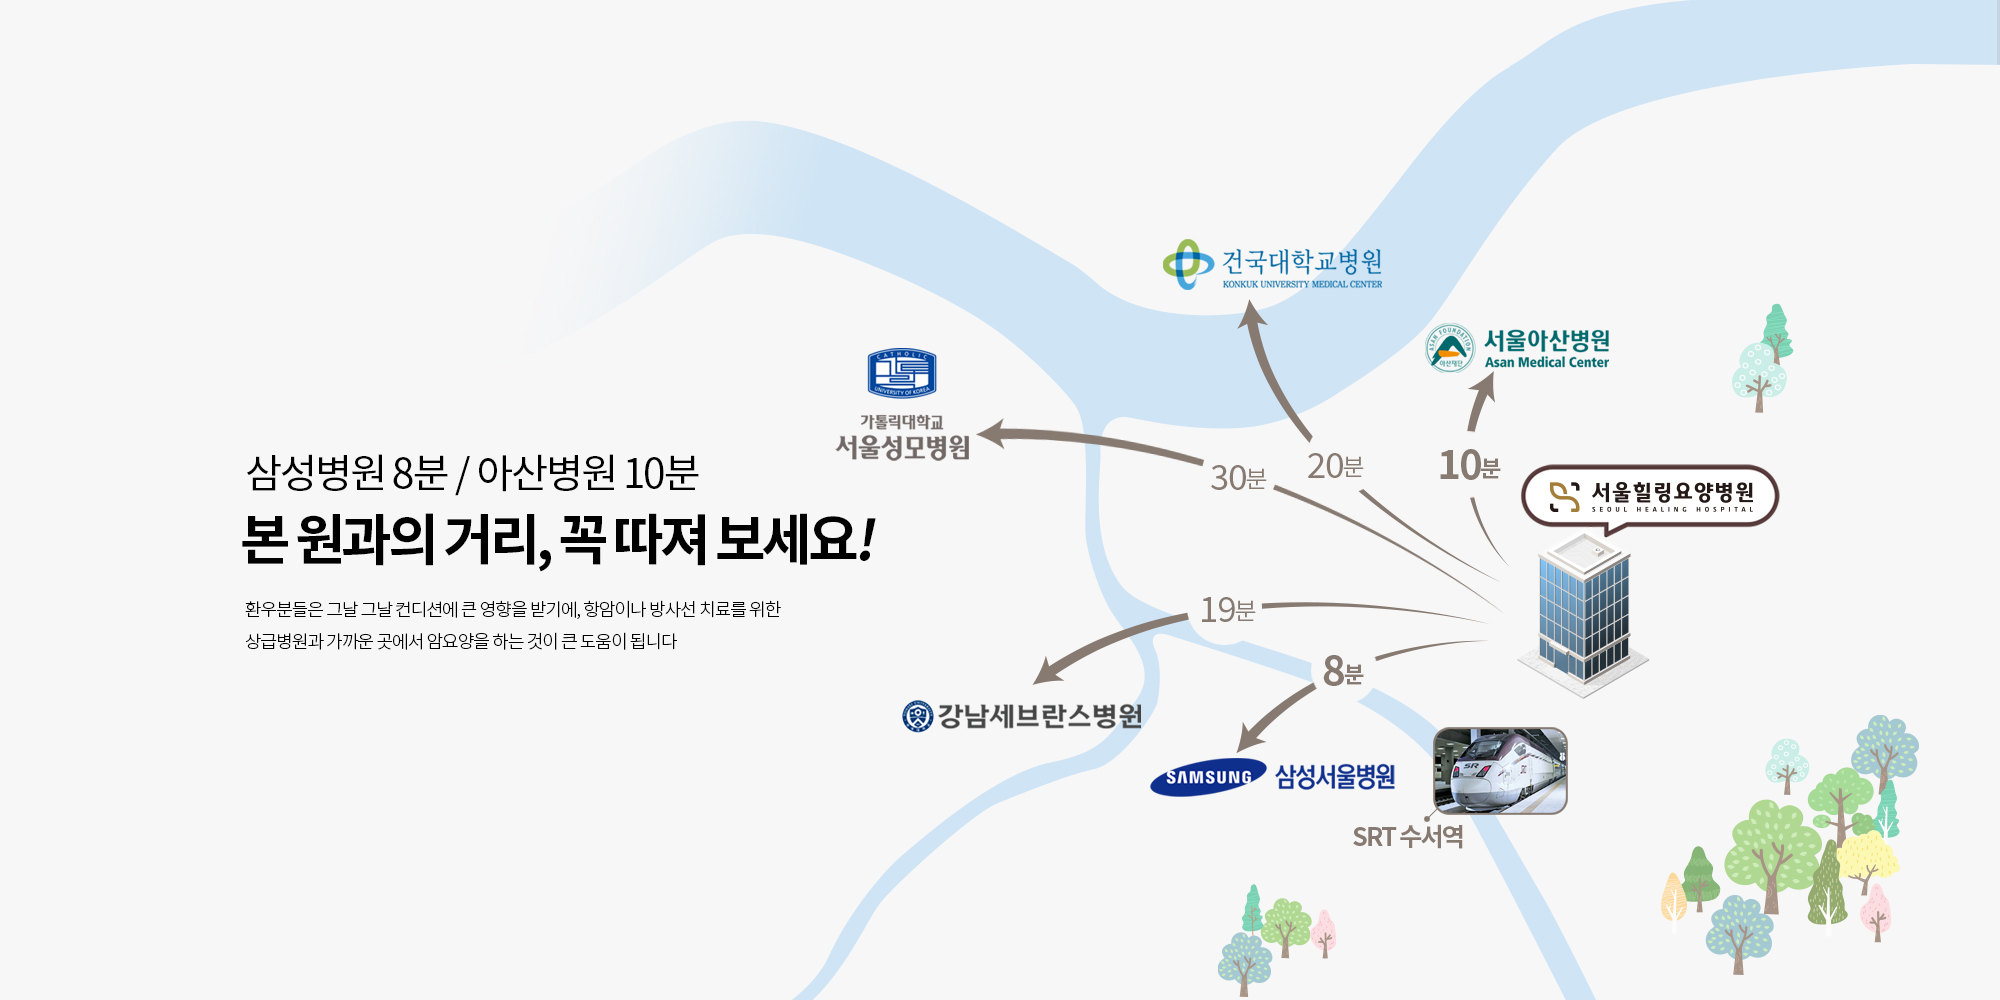 삼성병원 8분 / 아산병원 10분
본 원과의 거리, 꼭 따져 보세요!
환우분들은 그날 그날 컨디션에 큰 영향을 받기에, 항암이나 방사선 치료를 위한
상급병원과 가까운 곳에서 암요양을 하는 것이 큰 도움이 됩니다
건국대학교병원
KONKUK UNIVERSITY MEDICAL CENTER
ASAN FOUNDATION
아산재단
서울아산병원
Asan Medical Center
CATHOLIC
UNIVERSITY OF KOREA
가톨릭대학교
서울성모병원
30분
20분
10분
서울힐링요양병원
SEOUL HEALING HOSPITAL
19분
8분
강남세브란스병원
SAMSUNG 삼성서울병원
SR
SRT 수서역